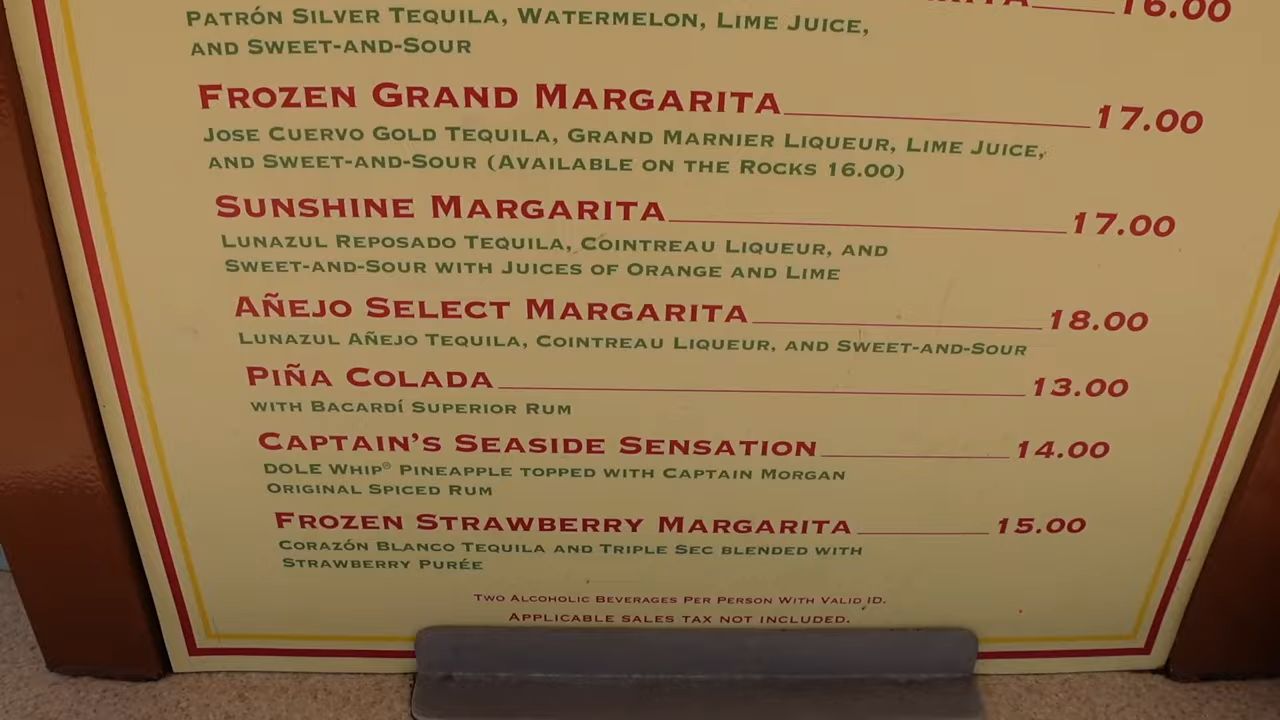 16.00
Patrón Silver Tequila, Watermelon, Lime Juice,
and Sweet-and-Sour
Frozen Grand Margarita 17.00
Jose Cuervo Gold Tequila, Grand Marnier Liqueur, Lime Juice,
and Sweet-and-Sour (Available on the Rocks 16.00)
Sunshine Margarita 17.00
Lunazul Reposado Tequila, Cointreau Liqueur, and
Sweet-and-Sour with Juices of Orange and Lime
Añejo Select Margarita 18.00
Lunazul Añejo Tequila, Cointreau Liqueur, and Sweet-and-Sour
Piña Colada 13.00
with Bacardí Superior Rum
Captain's Seaside Sensation 14.00
DOLE Whip® Pineapple topped with Captain Morgan
Original Spiced Rum
Frozen Strawberry Margarita 15.00
Corazón Blanco Tequila and Triple Sec blended with
Strawberry Purée
Two Alcoholic Beverages Per Person With Valid ID.
Applicable sales tax not included.